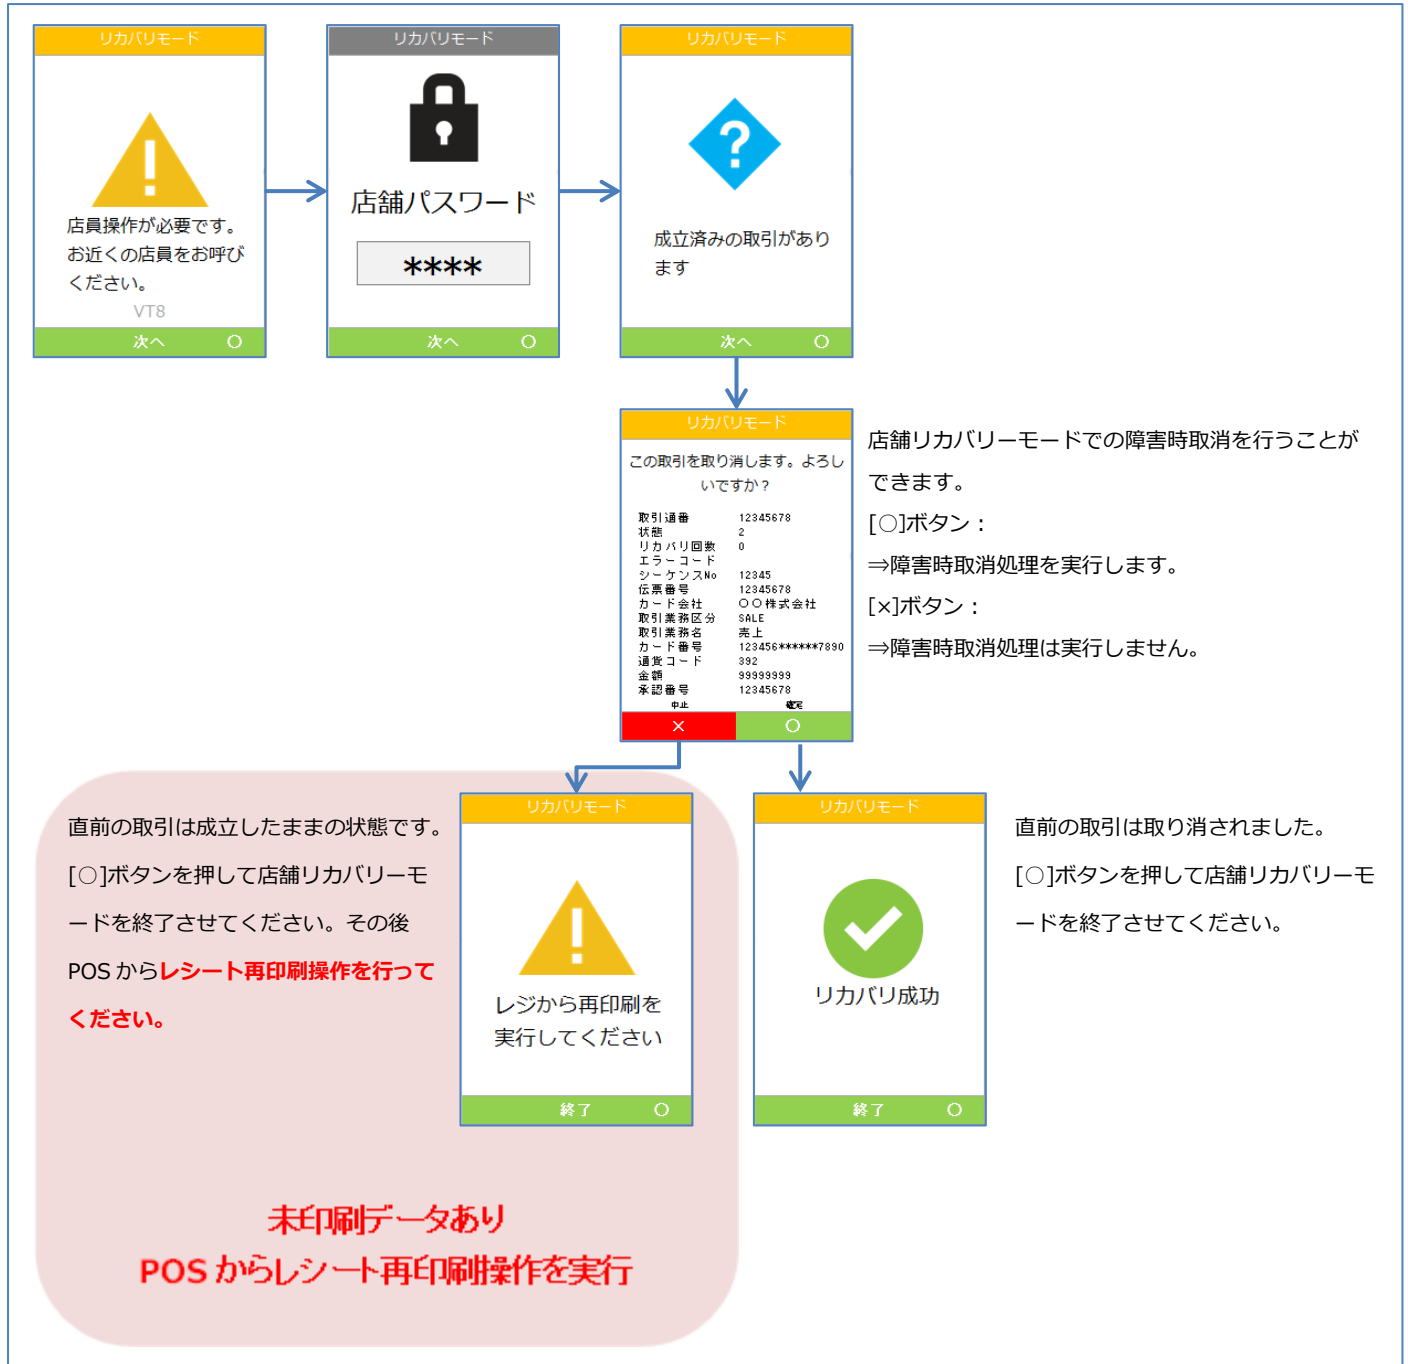 リカバリモード
店員操作が必要です。
お近くの店員をお呼び
ください。
VT8
次へ ○
リカバリモード
店舗パスワード
****
次へ ○
リカバリモード
成立済みの取引があり
ます
次へ ○
リカバリモード
この取引を取り消します。よろし
いですか？
取引通番 12345678
状態 2
リカバリ回数 0
エラーコード
シーケンスNo 12345
伝票番号 12345678
カード会社 〇〇株式会社
取引業務区分 SALE
取引業務名 売上
カード番号 123456******7890
通貨コード 392
金額 99999999
承認番号 12345678
中止 確定
× ○
店舗リカバリーモードでの障害時取消を行うことが
できます。
[○]ボタン：
⇒障害時取消処理を実行します。
[×]ボタン：
⇒障害時取消処理は実行しません。
直前の取引は成立したままの状態です。
[○]ボタンを押して店舗リカバリーモ
ードを終了させてください。その後
POS からレシート再印刷操作を行って
ください。
リカバリモード
レジから再印刷を
実行してください
終了 ○
リカバリモード
リカバリ成功
終了 ○
直前の取引は取り消されました。
[○]ボタンを押して店舗リカバリーモ
ードを終了させてください。
未印刷データあり
POS からレシート再印刷操作を実行